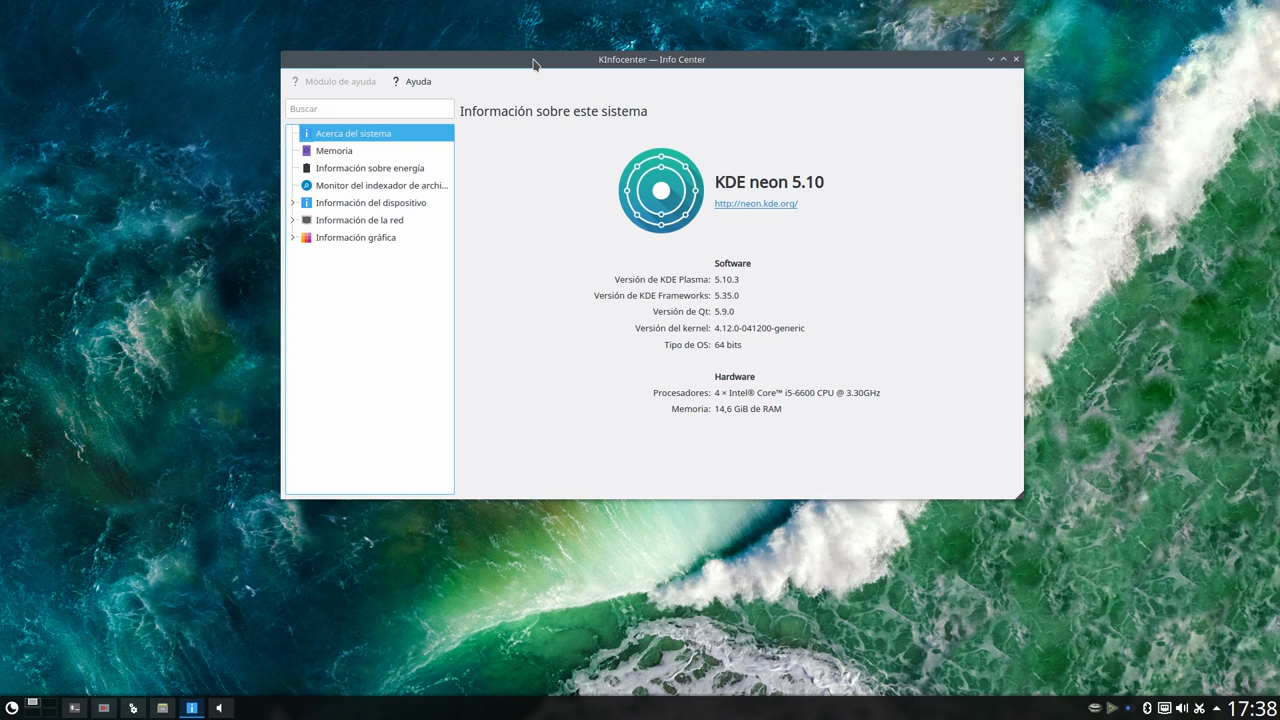 KInfocenter — Info Center
? Módulo de ayuda ? Ayuda
Buscar
Acerca del sistema
Memoria
Información sobre energía
Monitor del indexador de archi...
Información del dispositivo
Información de la red
Información gráfica
Información sobre este sistema
KDE neon 5.10
http://neon.kde.org/
Software
Versión de KDE Plasma: 5.10.3
Versión de KDE Frameworks: 5.35.0
Versión de Qt: 5.9.0
Versión del kernel: 4.12.0-041200-generic
Tipo de OS: 64 bits
Hardware
Procesadores: 4 × Intel® Core™ i5-6600 CPU @ 3.30GHz
Memoria: 14,6 GiB de RAM
17:38